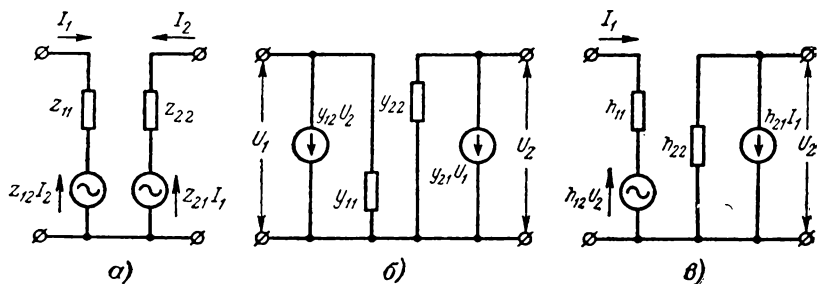 I₁ I₂ I₁
z₁₁ z₂₂ y₁₂U₂ y₂₂ h₁₁ h₂₁I₁
U₁ U₂ h₂₂ U₂
z₁₂I₂ z₂₁I₁ y₁₁ y₂₁U₁ h₁₂U₂
а) б) в)